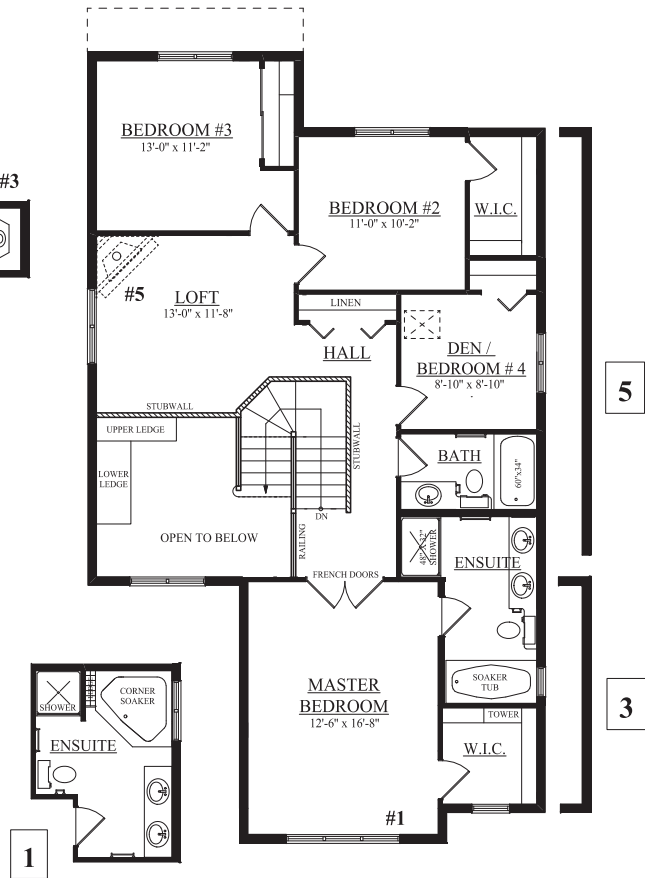 BEDROOM #3
13'-0" x 11'-2"
#3
BEDROOM #2
11'-0" x 10'-2"
W.I.C.
#5
LOFT
13'-0" x 11'-8"
LINEN
HALL
DEN /
BEDROOM # 4
8'-10" x 8'-10"
5
STUBWALL
UPPER LEDGE
LOWER
LEDGE
STUBWALL
BATH
60"x34"
OPEN TO BELOW
DN
RAILING
48" X 32"
SHOWER
ENSUITE
FRENCH DOORS
MASTER
BEDROOM
12'-6" x 16'-8"
SOAKER
TUB
TOWER
W.I.C.
3
#1
SHOWER
CORNER
SOAKER
ENSUITE
1